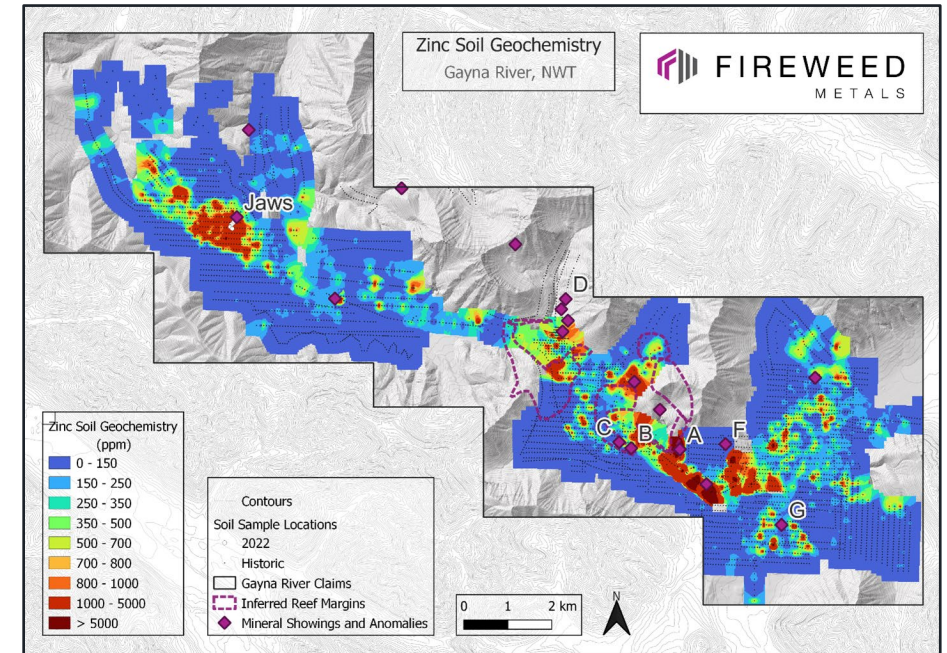 Zinc Soil Geochemistry
Gayna River, NWT
FIREWEED
METALS
Jaws
D
C
B
A
F
G
Zinc Soil Geochemistry
(ppm)
0 - 150
150 - 250
250 - 350
350 - 500
500 - 700
700 - 800
800 - 1000
1000 - 5000
> 5000
Contours
Soil Sample Locations
2022
Historic
Gayna River Claims
Inferred Reef Margins
Mineral Showings and Anomalies
0 1 2 km
N